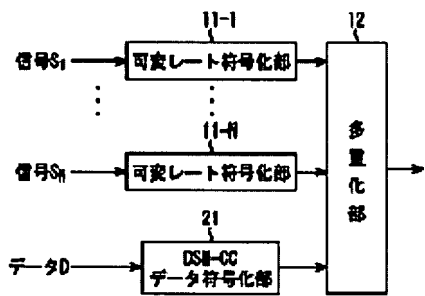 11-1
12
信号S1
可変レート符号化部
11-N
信号SN
可変レート符号化部
多重化部
21
データD
DSM-CC
データ符号化部